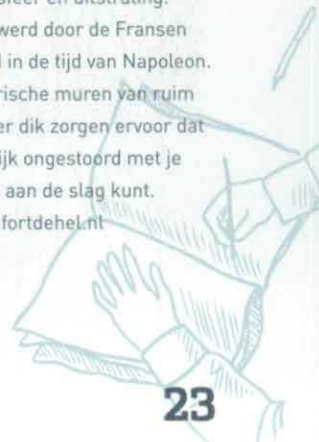 sfeer en uitstraling.
werd door de Fransen
in de tijd van Napoleon.
rische muren van ruim
er dik zorgen ervoor dat
ijk ongestoord met je
aan de slag kunt.
fortdehel.nt
23